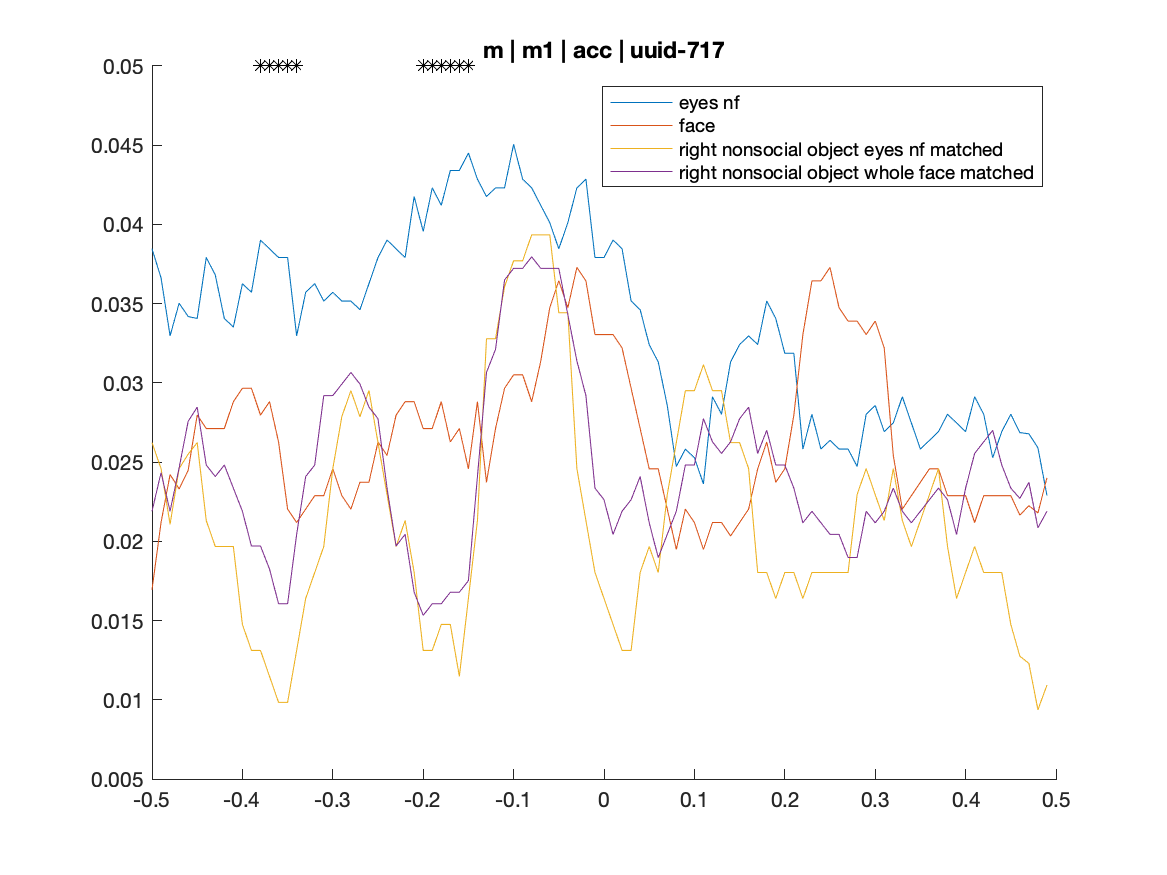 m | m1 | acc | uuid-717
***** ******
eyes nf
face
right nonsocial object eyes nf matched
right nonsocial object whole face matched
0.05
0.045
0.04
0.035
0.03
0.025
0.02
0.015
0.01
0.005
-0.5 -0.4 -0.3 -0.2 -0.1 0 0.1 0.2 0.3 0.4 0.5